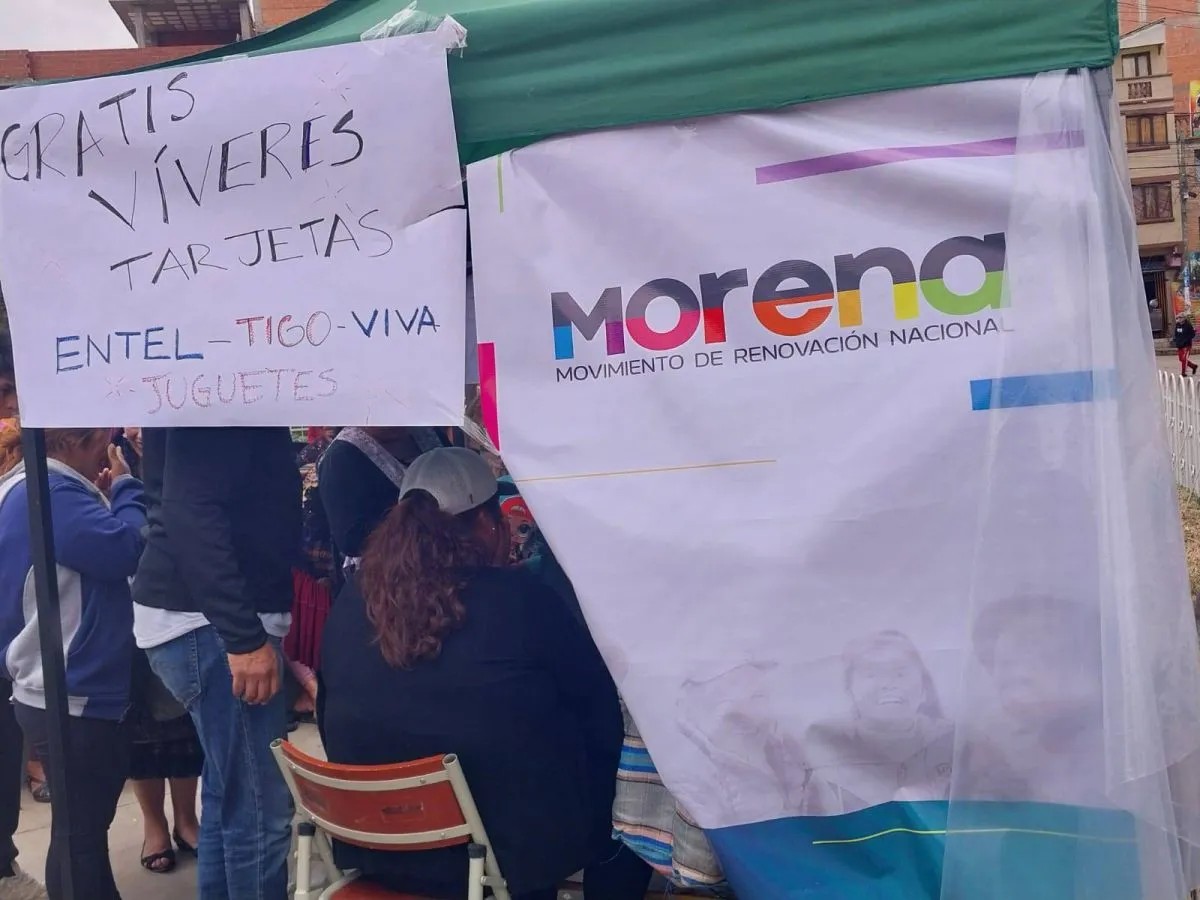 GRATIS
VÍVERES
TARJETAS
ENTEL-TIGO-VIVA
JUGUETES
morena
MOVIMIENTO DE RENOVACIÓN NACIONAL